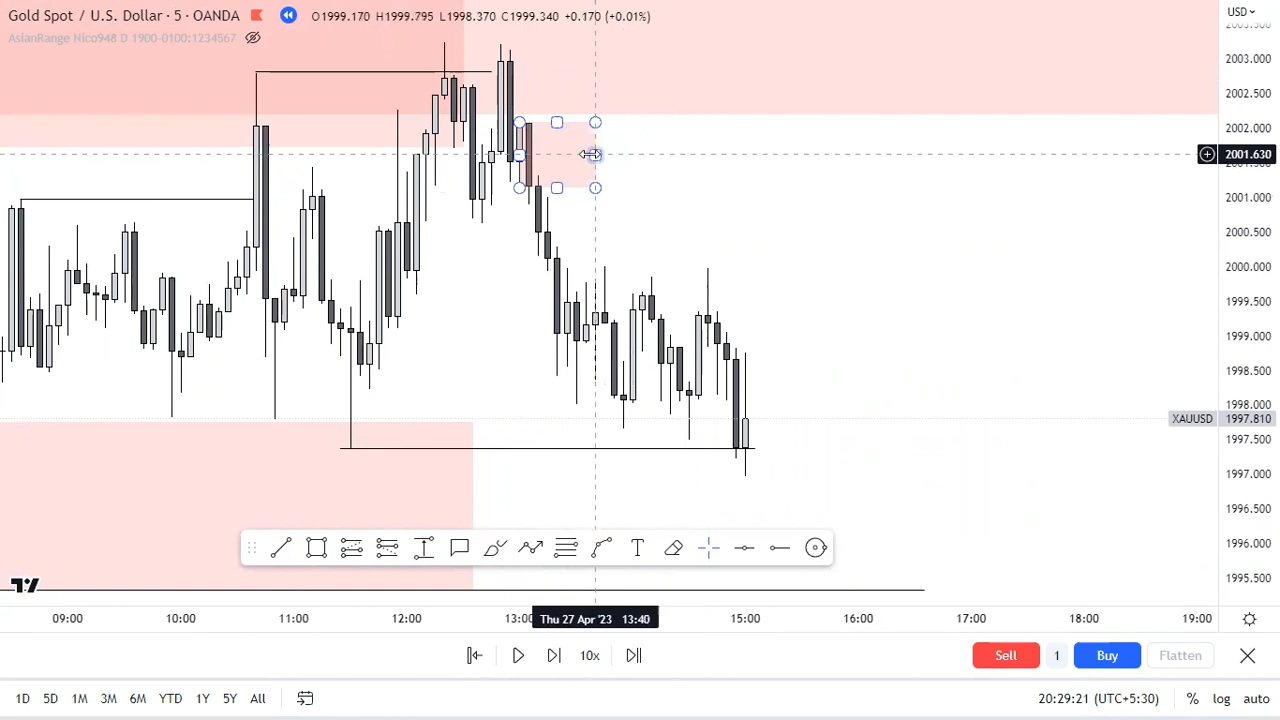 Gold Spot / U.S. Dollar · 5 · OANDA O1999.170 H1999.795 L1998.370 C1999.340 +0.170 (+0.01%) USD
AsianRange Nico948 D 1900-0100:1234567
2003.000
2002.500
2002.000
2001.630
2001.000
2000.500
2000.000
1999.500
1999.000
1998.500
1998.000
XAUUSD 1997.810
1997.500
1997.000
1996.500
1996.000
1995.500
09:00 10:00 11:00 12:00 13:00 Thu 27 Apr '23 13:40 15:00 16:00 17:00 18:00 19:00
10x Sell 1 Buy Flatten
1D 5D 1M 3M 6M YTD 1Y 5Y All 20:29:21 (UTC+5:30) % log auto